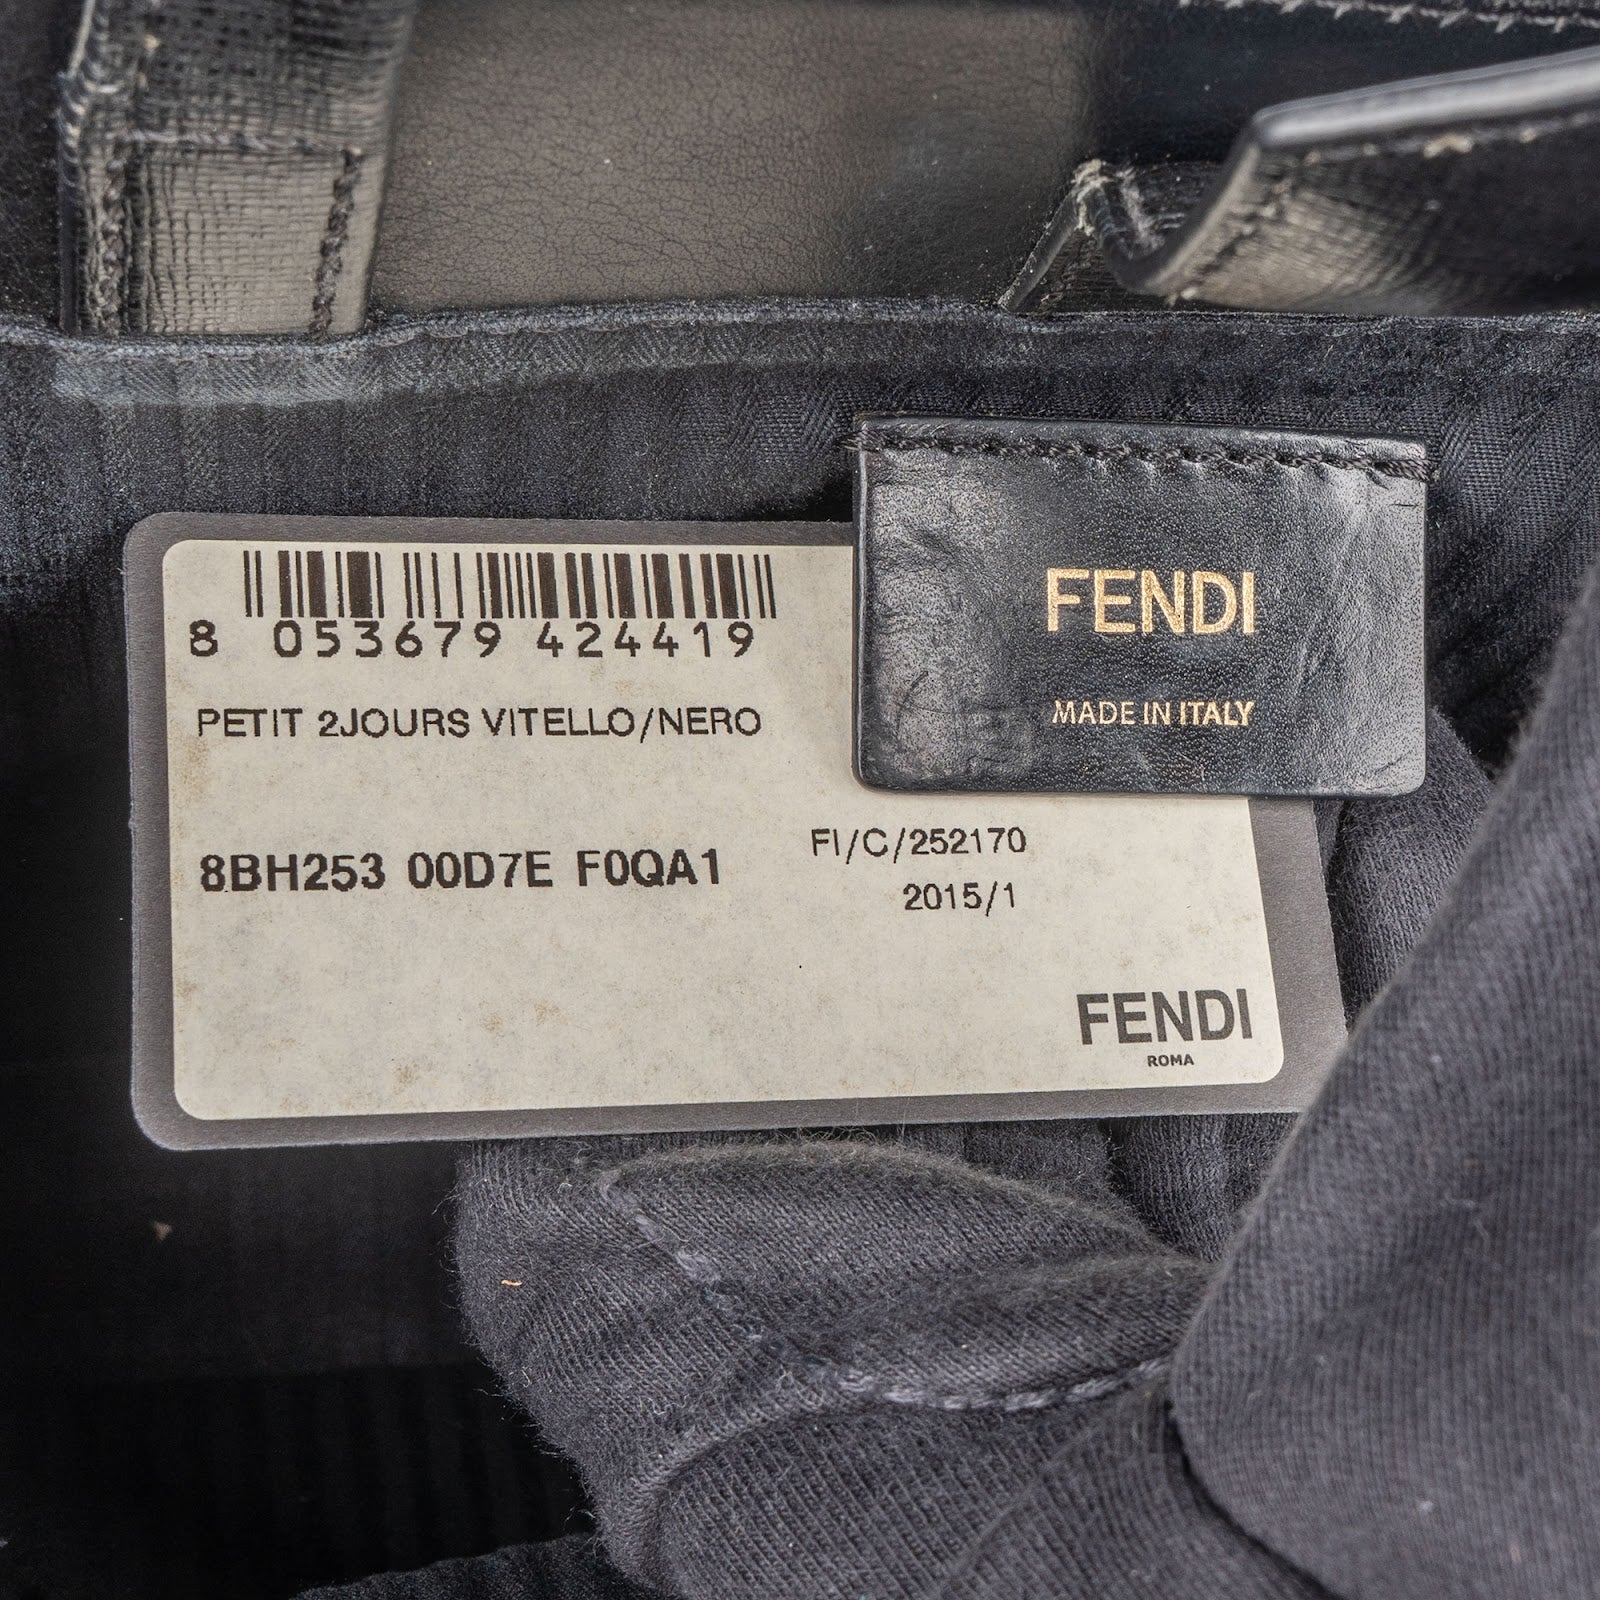 8 053679 424419
PETIT 2JOURS VITELLO/NERO
8BH253 00D7E F0QA1
FI/C/252170
2015/1
FENDI
ROMA
FENDI
MADE IN ITALY